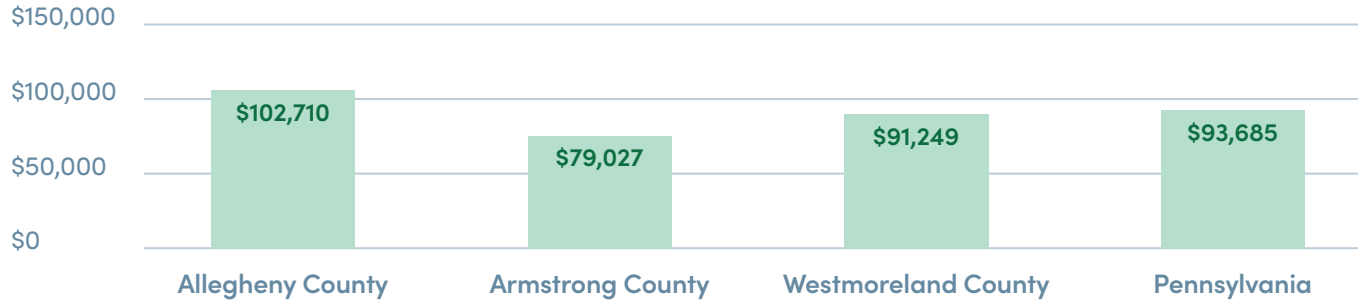 $150,000
$100,000
$102,710
$79,027
$91,249
$93,685
$50,000
$0
Allegheny County
Armstrong County
Westmoreland County
Pennsylvania